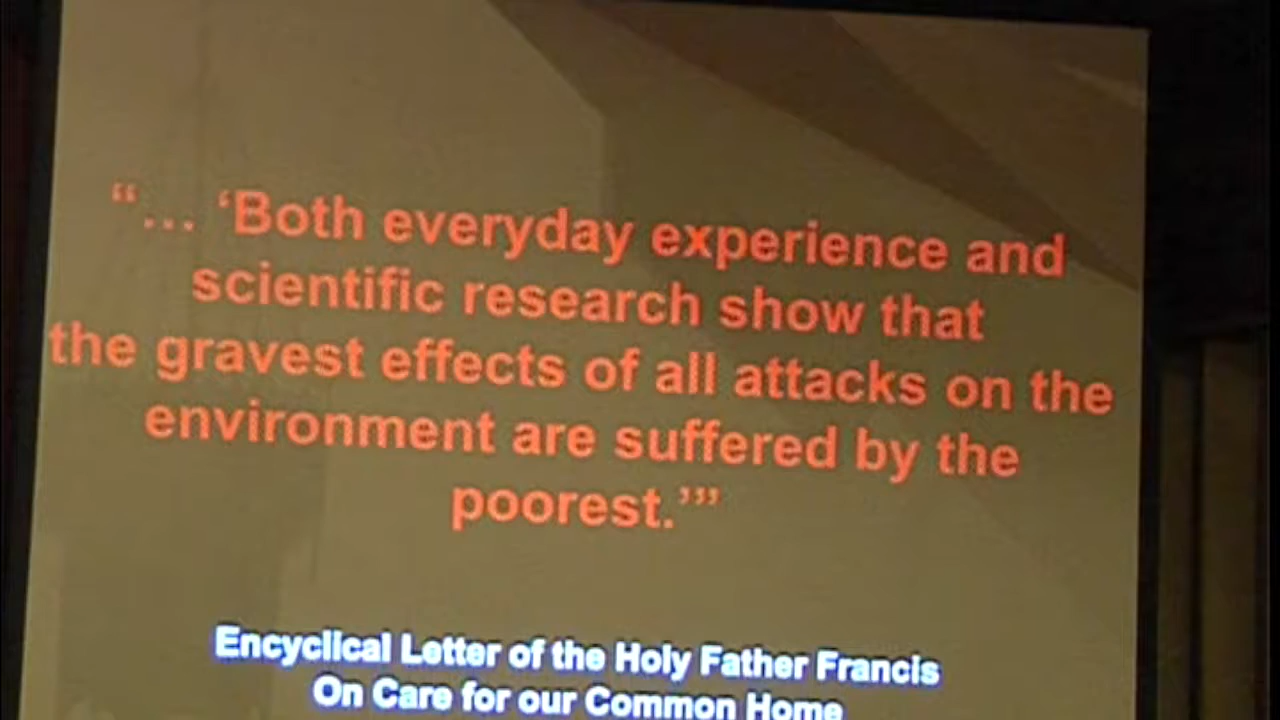 “... ‘Both everyday experience and
scientific research show that
the gravest effects of all attacks on the
environment are suffered by the
poorest.’”
Encyclical Letter of the Holy Father Francis
On Care for our Common Home